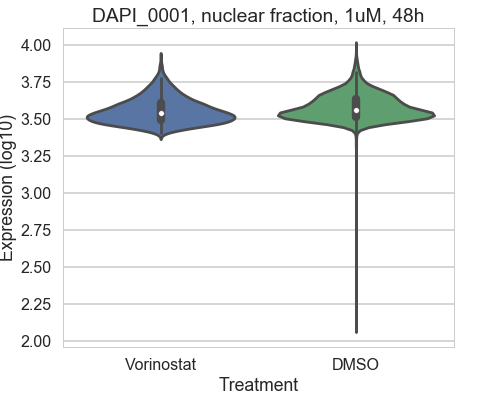 DAPI_0001, nuclear fraction, 1uM, 48h
Expression (log10)
4.00
3.75
3.50
3.25
3.00
2.75
2.50
2.25
2.00
Vorinostat DMSO
Treatment